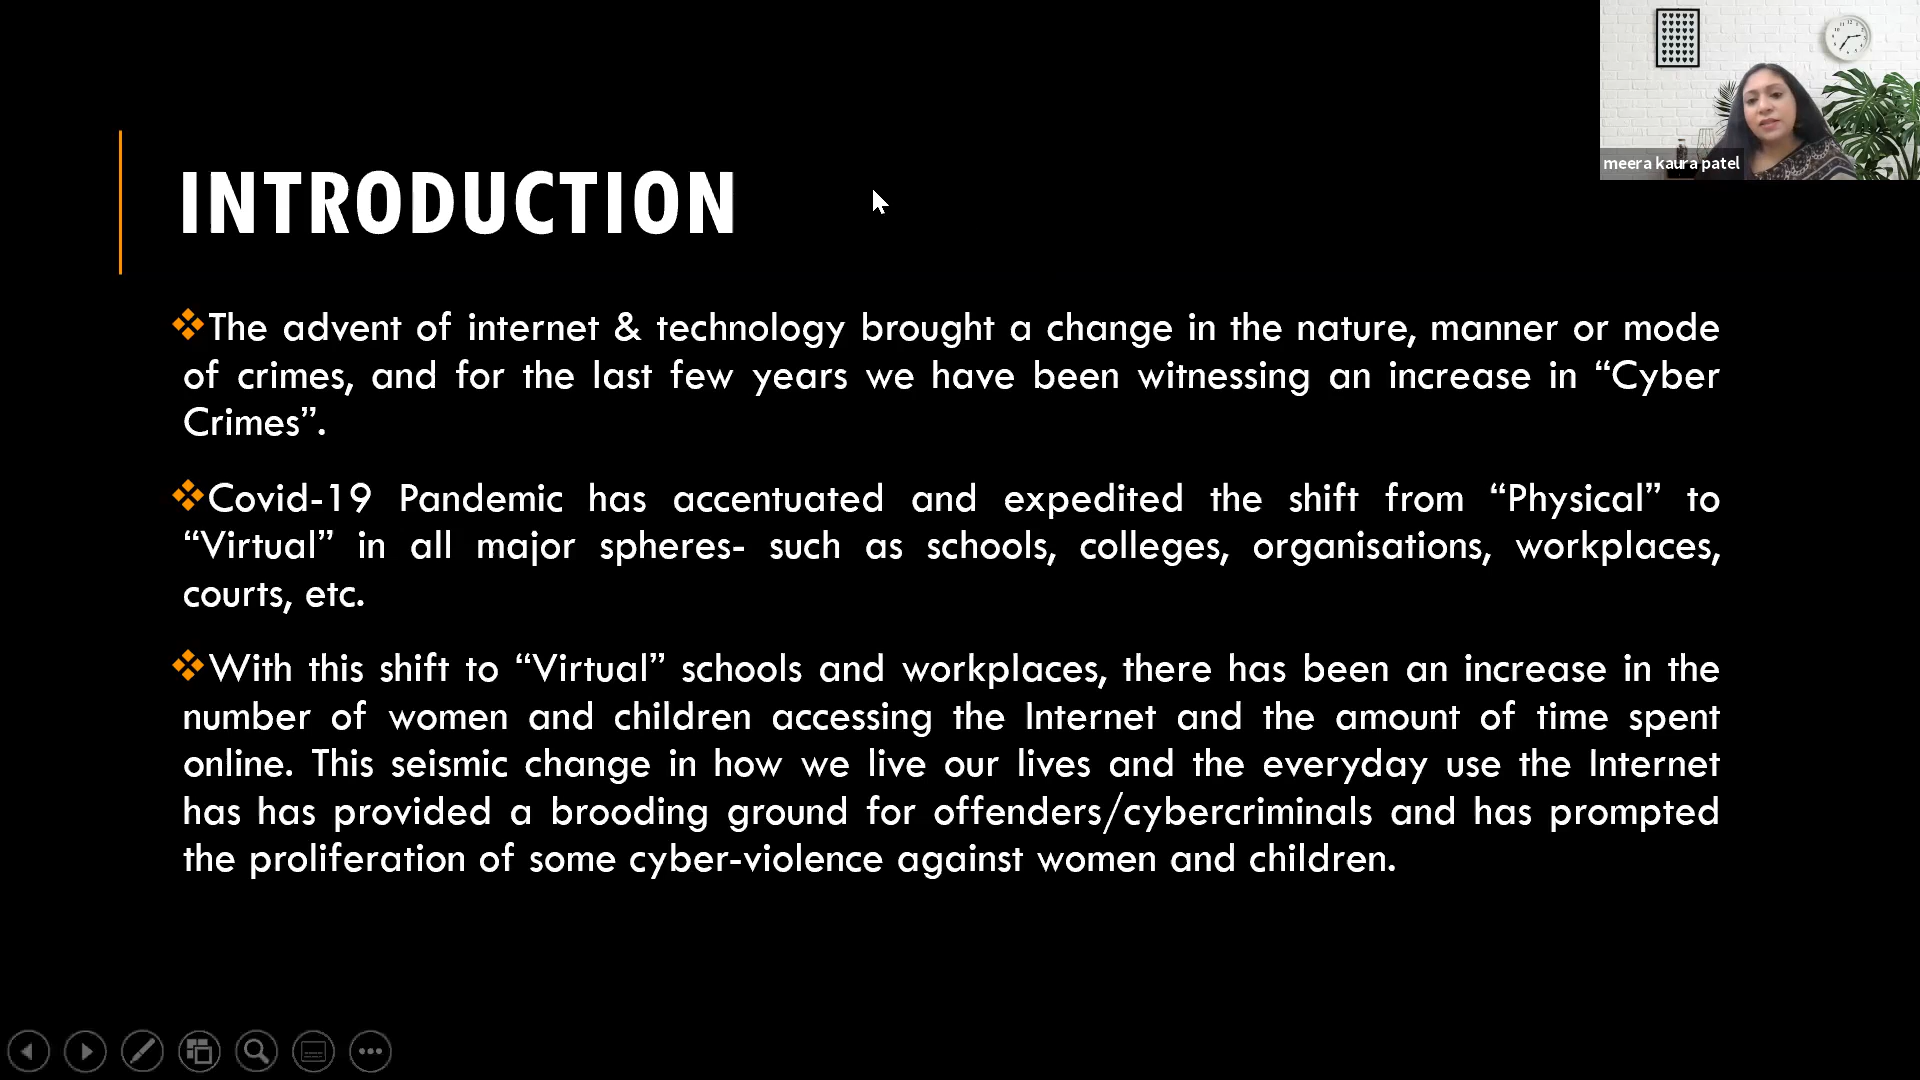 meera kaura patel
INTRODUCTION
❖The advent of internet & technology brought a change in the nature, manner or mode
of crimes, and for the last few years we have been witnessing an increase in “Cyber
Crimes”.
❖Covid-19 Pandemic has accentuated and expedited the shift from “Physical” to
“Virtual” in all major spheres- such as schools, colleges, organisations, workplaces,
courts, etc.
❖With this shift to “Virtual” schools and workplaces, there has been an increase in the
number of women and children accessing the Internet and the amount of time spent
online. This seismic change in how we live our lives and the everyday use the Internet
has has provided a brooding ground for offenders/cybercriminals and has prompted
the proliferation of some cyber-violence against women and children.